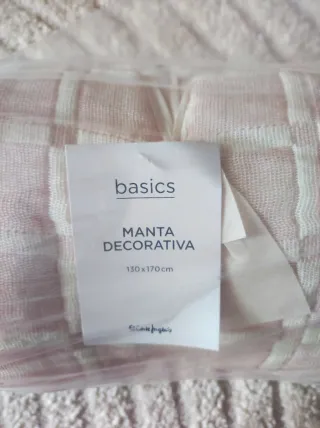 basics
MANTA
DECORATIVA
130 x 170 cm
El Corte Inglés